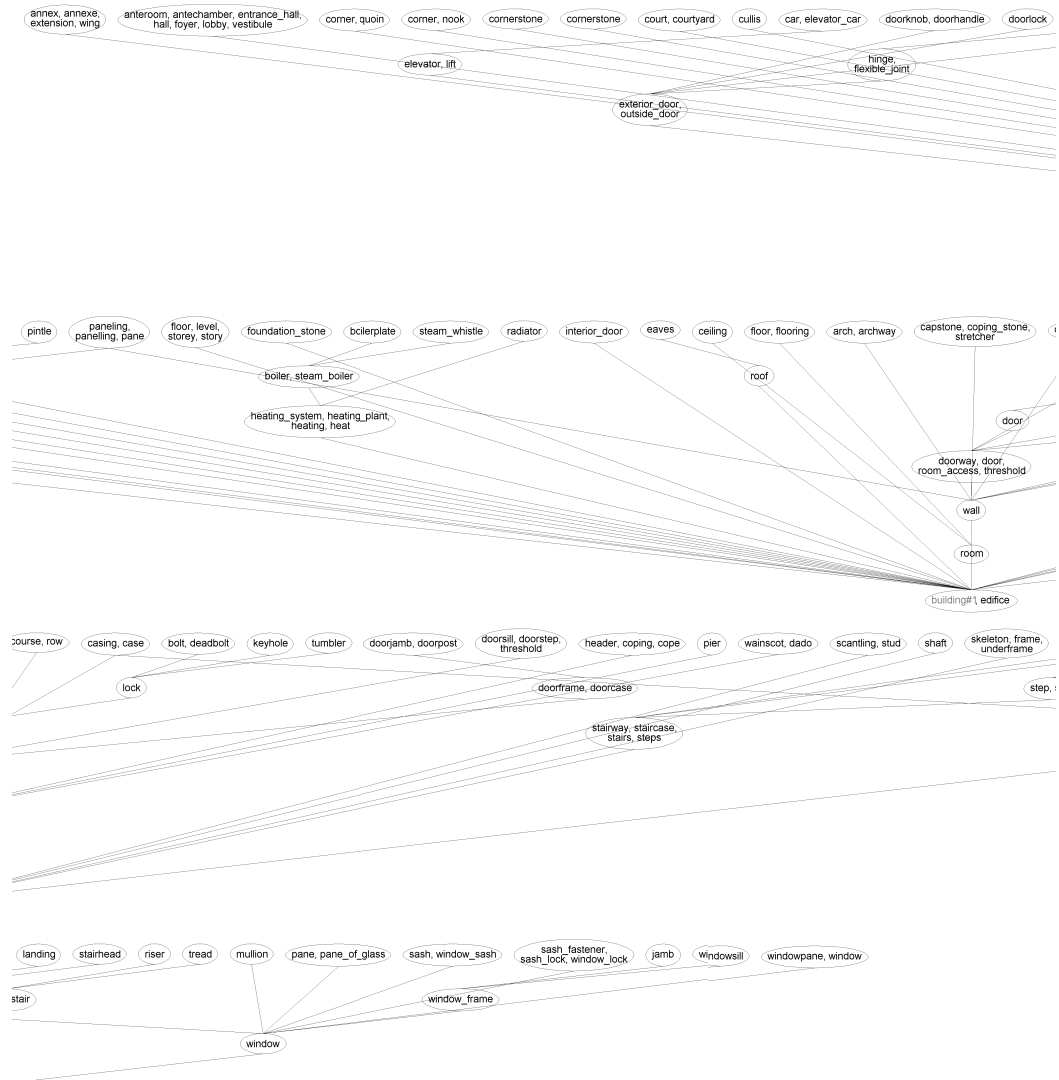 annex, annexe,
extension, wing
anteroom, antechamber, entrance_hall,
hall, foyer, lobby, vestibule
corner, quoin
corner, nook
cornerstone
cornerstone
court, courtyard
cullis
car, elevator_car
doorknob, doorhandle
doorlock
elevator, lift
hinge,
flexible_joint
exterior_door,
outside_door
pintle
paneling,
panelling, pane
floor, level,
storey, story
foundation_stone
bcilerplate
steam_whistle
radiator
interior_door
eaves
ceiling
floor, flooring
arch, archway
capstone, coping_stone,
stretcher
boiler, steam_boiler
roof
heating_system, heating_plant,
heating, heat
door
doorway, door,
room_access, threshold
wall
room
building#1, edifice
course, row
casing, case
bolt, deadbolt
keyhole
tumbler
doorjamb, doorpost
doorsill, doorstep,
threshold
header, coping, cope
pier
wainscot, dado
scantling, stud
shaft
skeleton, frame,
underframe
lock
doorframe, doorcase
step, s
stairway, staircase,
stairs, steps
landing
stairhead
riser
tread
mullion
pane, pane_of_glass
sash, window_sash
sash_fastener,
sash_lock, window_lock
jamb
windowsill
windowpane, window
stair
window_frame
window